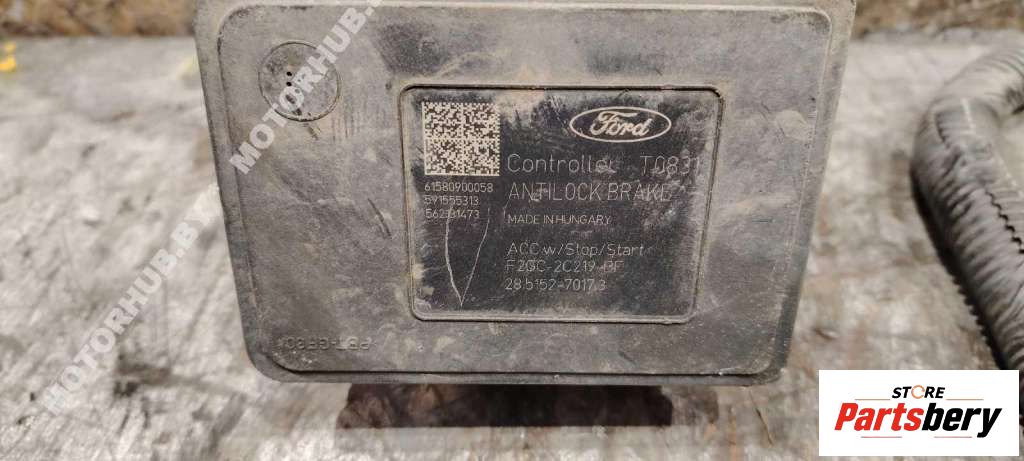 MOTORHUB.BY
MOTORHUB.BY
Ford
Controller T0831
ANTILOCK BRAKE
61580900058
591555313
MADE IN HUNGARY
ACC w/Stop/Start
F2GC-2C219-BF
28.5152-7017.3
STORE
Partsbery